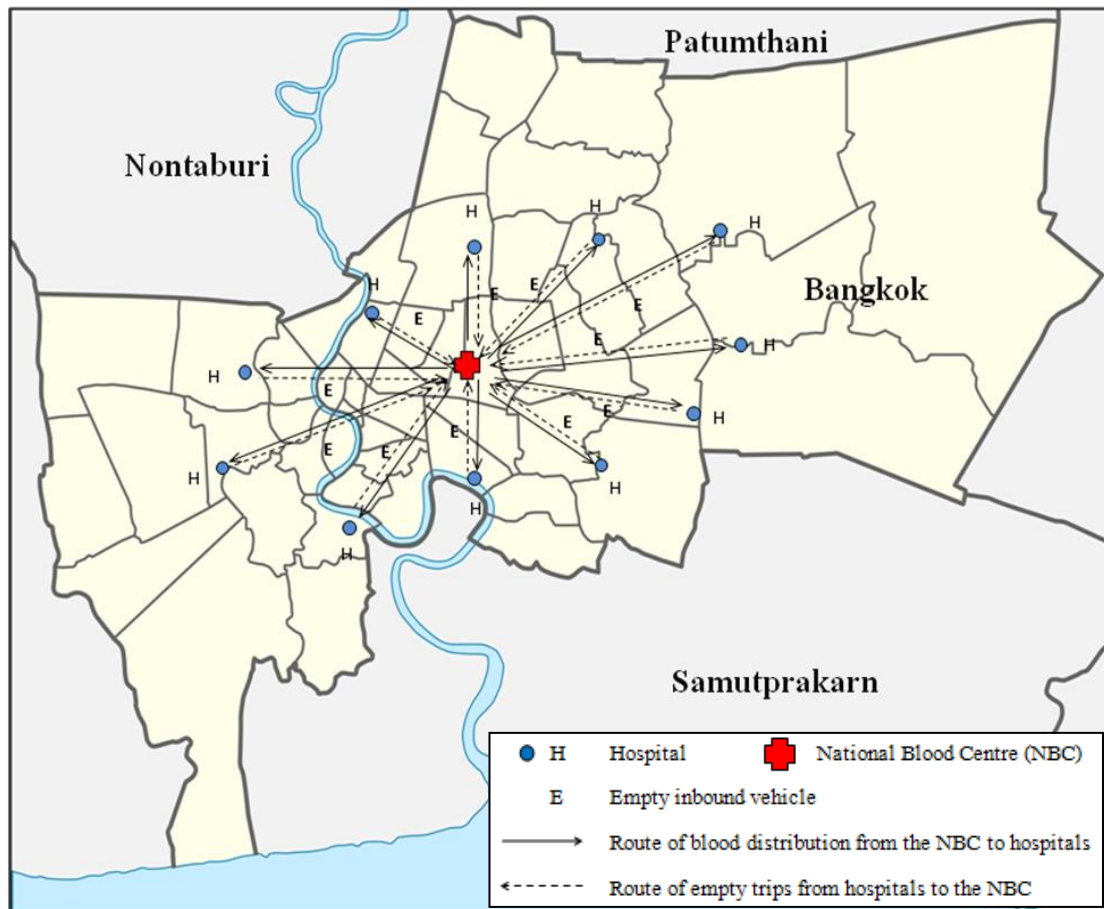 Patumthani
Nontaburi
H
H
H
H
E
Bangkok
E
E
E
E
H
H
E
E
H
E
E
E
E
H
H
H
H
Samutprakarn
H Hospital
National Blood Centre (NBC)
E Empty inbound vehicle
Route of blood distribution from the NBC to hospitals
Route of empty trips from hospitals to the NBC